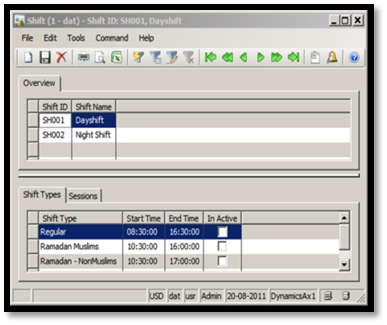 Shift (1 - dat) - Shift ID: SH001, Dayshift
File Edit Tools Command Help
Overview
Shift ID Shift Name
SH001 Dayshift
SH002 Night Shift
Shift Types Sessions
Shift Type Start Time End Time In Active
Regular 08:30:00 16:30:00
Ramadan Muslims 10:30:00 16:00:00
Ramadan - NonMuslims 10:30:00 17:00:00
USD dat usr Admin 20-08-2011 DynamicsAx1